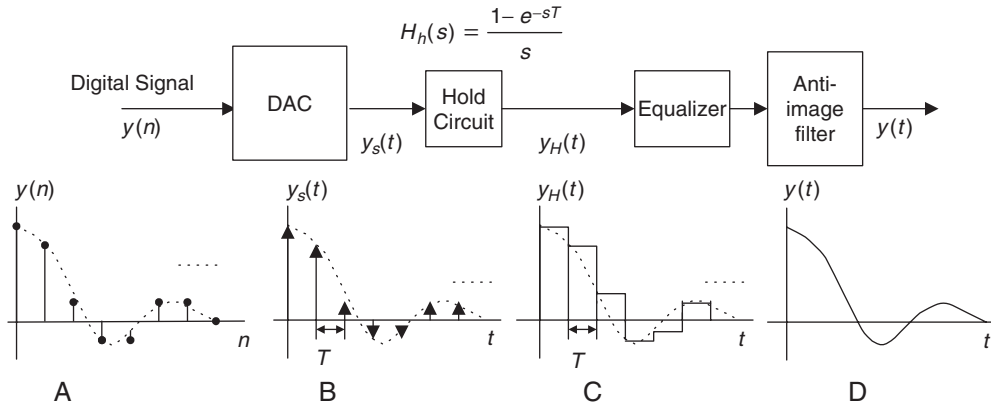 H_h(s) = (1 – e^{–sT}) / s
Digital Signal
y(n)
DAC
y_s(t)
Hold
Circuit
y_H(t)
Equalizer
Anti-
image
filter
y(t)
y(n)
n
A
y_s(t)
T
t
B
y_H(t)
T
t
C
y(t)
t
D